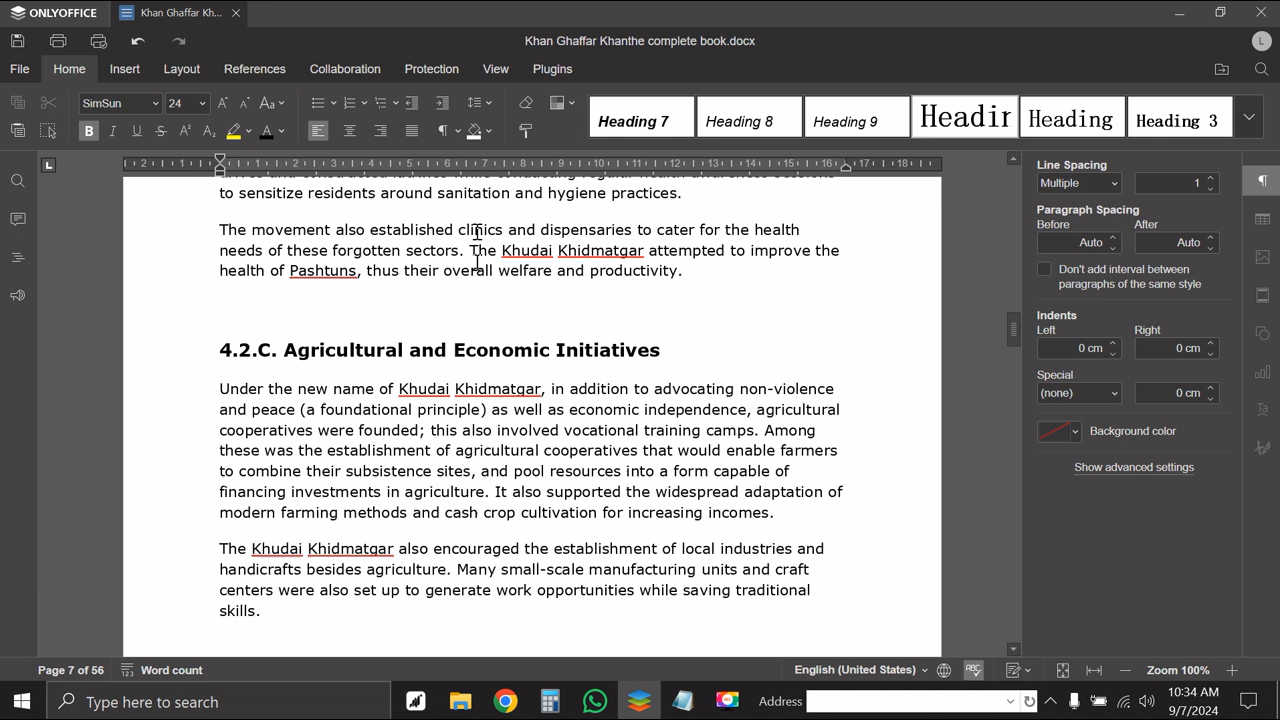 ONLYOFFICE
Khan Ghaffar Kh...
Khan Ghaffar Khanthe complete book.docx
L
File Home Insert Layout References Collaboration Protection View Plugins
SimSun 24
Heading 7 Heading 8 Heading 9 Headir Heading Heading 3
to sensitize residents around sanitation and hygiene practices.
The movement also established clinics and dispensaries to cater for the health
needs of these forgotten sectors. The Khudai Khidmatgar attempted to improve the
health of Pashtuns, thus their overall welfare and productivity.
4.2.C. Agricultural and Economic Initiatives
Under the new name of Khudai Khidmatgar, in addition to advocating non-violence
and peace (a foundational principle) as well as economic independence, agricultural
cooperatives were founded; this also involved vocational training camps. Among
these was the establishment of agricultural cooperatives that would enable farmers
to combine their subsistence sites, and pool resources into a form capable of
financing investments in agriculture. It also supported the widespread adaptation of
modern farming methods and cash crop cultivation for increasing incomes.
The Khudai Khidmatgar also encouraged the establishment of local industries and
handicrafts besides agriculture. Many small-scale manufacturing units and craft
centers were also set up to generate work opportunities while saving traditional
skills.
Line Spacing
Multiple 1
Paragraph Spacing
Before After
Auto Auto
Don't add interval between
paragraphs of the same style
Indents
Left Right
0 cm 0 cm
Special
(none) 0 cm
Background color
Show advanced settings
Page 7 of 56 Word count English (United States) Zoom 100%
Type here to search Address 10:34 AM
9/7/2024